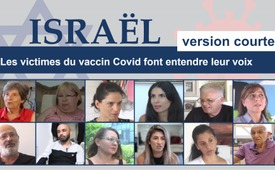 ISRAËL
version courte
Les victimes du vaccin Covid font entendre leur voix